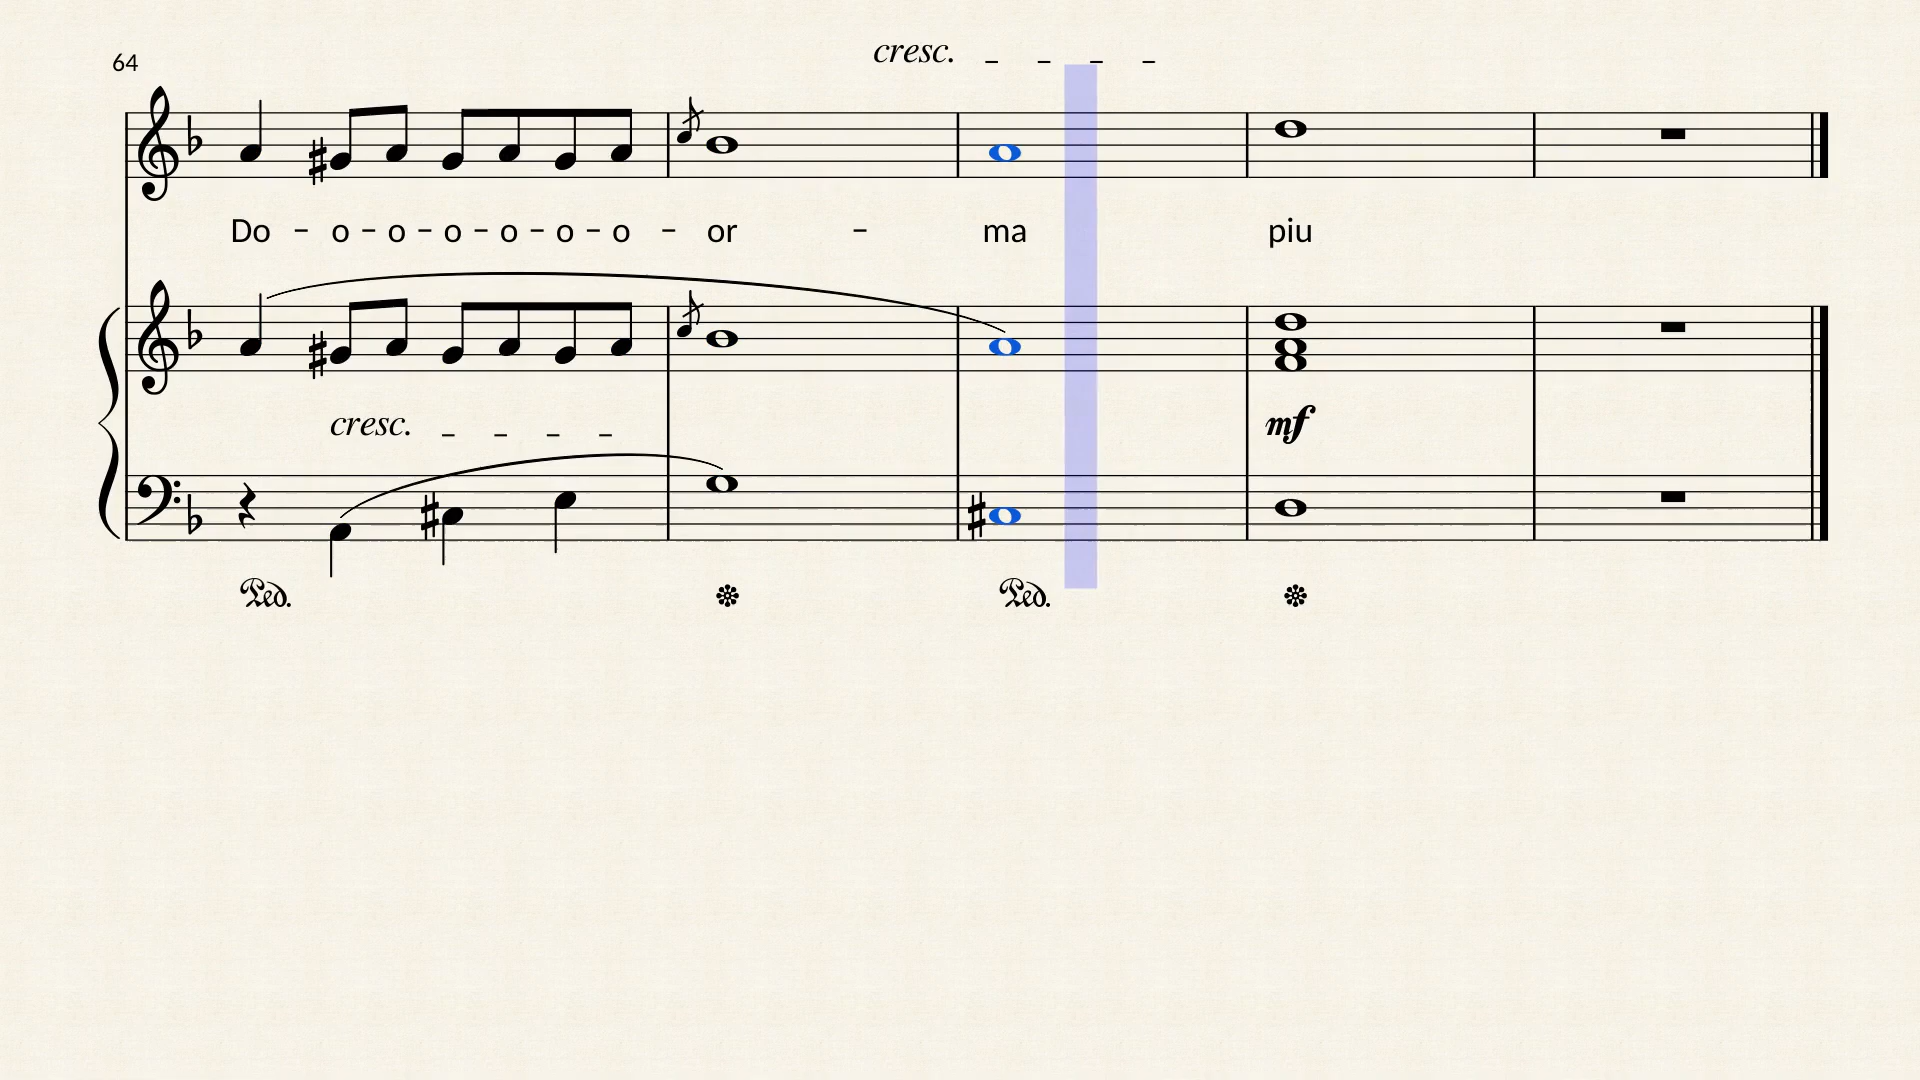 cresc. _ _ _ _
64
Do - o - o - o - o - o - o - or - ma piu
cresc. _ _ _ _
mf
Ped. Ped.